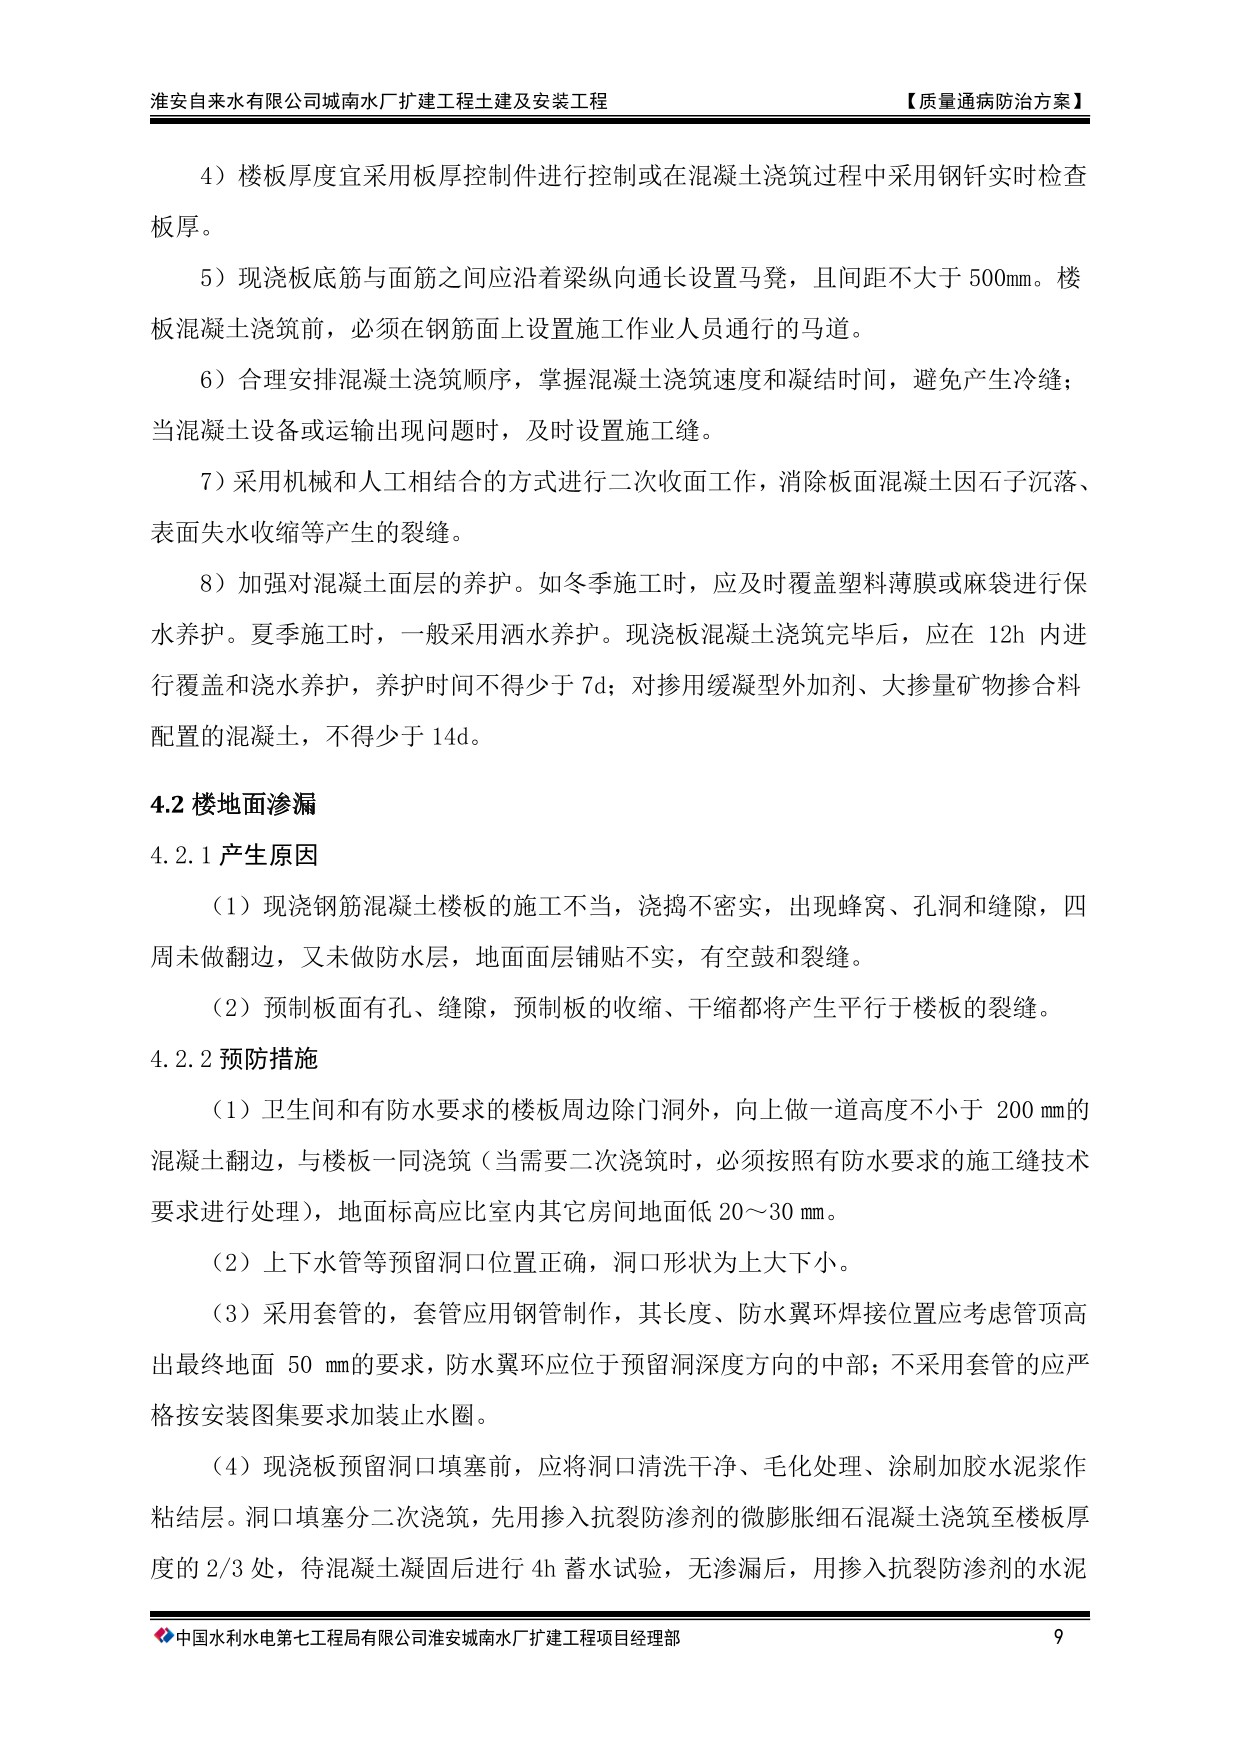 淮安自来水有限公司城南水厂扩建工程土建及安装工程 【质量通病防治方案】
4）楼板厚度宜采用板厚控制件进行控制或在混凝土浇筑过程中采用钢钎实时检查
板厚。
5）现浇板底筋与面筋之间应沿着梁纵向通长设置马凳，且间距不大于 500mm。楼
板混凝土浇筑前，必须在钢筋面上设置施工作业人员通行的马道。
6）合理安排混凝土浇筑顺序，掌握混凝土浇筑速度和凝结时间，避免产生冷缝；
当混凝土设备或运输出现问题时，及时设置施工缝。
7）采用机械和人工相结合的方式进行二次收面工作，消除板面混凝土因石子沉落、
表面失水收缩等产生的裂缝。
8）加强对混凝土面层的养护。如冬季施工时，应及时覆盖塑料薄膜或麻袋进行保
水养护。夏季施工时，一般采用洒水养护。现浇板混凝土浇筑完毕后，应在 12h 内进
行覆盖和浇水养护，养护时间不得少于 7d；对掺用缓凝型外加剂、大掺量矿物掺合料
配置的混凝土，不得少于 14d。
4.2 楼地面渗漏
4.2.1 产生原因
（1）现浇钢筋混凝土楼板的施工不当，浇捣不密实，出现蜂窝、孔洞和缝隙，四
周未做翻边，又未做防水层，地面面层铺贴不实，有空鼓和裂缝。
（2）预制板面有孔、缝隙，预制板的收缩、干缩都将产生平行于楼板的裂缝。
4.2.2 预防措施
（1）卫生间和有防水要求的楼板周边除门洞外，向上做一道高度不小于 200 ㎜的
混凝土翻边，与楼板一同浇筑（当需要二次浇筑时，必须按照有防水要求的施工缝技术
要求进行处理），地面标高应比室内其它房间地面低 20～30 ㎜。
（2）上下水管等预留洞口位置正确，洞口形状为上大下小。
（3）采用套管的，套管应用钢管制作，其长度、防水翼环焊接位置应考虑管顶高
出最终地面 50 ㎜的要求，防水翼环应位于预留洞深度方向的中部；不采用套管的应严
格按安装图集要求加装止水圈。
（4）现浇板预留洞口填塞前，应将洞口清洗干净、毛化处理、涂刷加胶水泥浆作
粘结层。洞口填塞分二次浇筑，先用掺入抗裂防渗剂的微膨胀细石混凝土浇筑至楼板厚
度的 2/3 处，待混凝土凝固后进行 4h 蓄水试验，无渗漏后，用掺入抗裂防渗剂的水泥
中国水利水电第七工程局有限公司淮安城南水厂扩建工程项目经理部 9